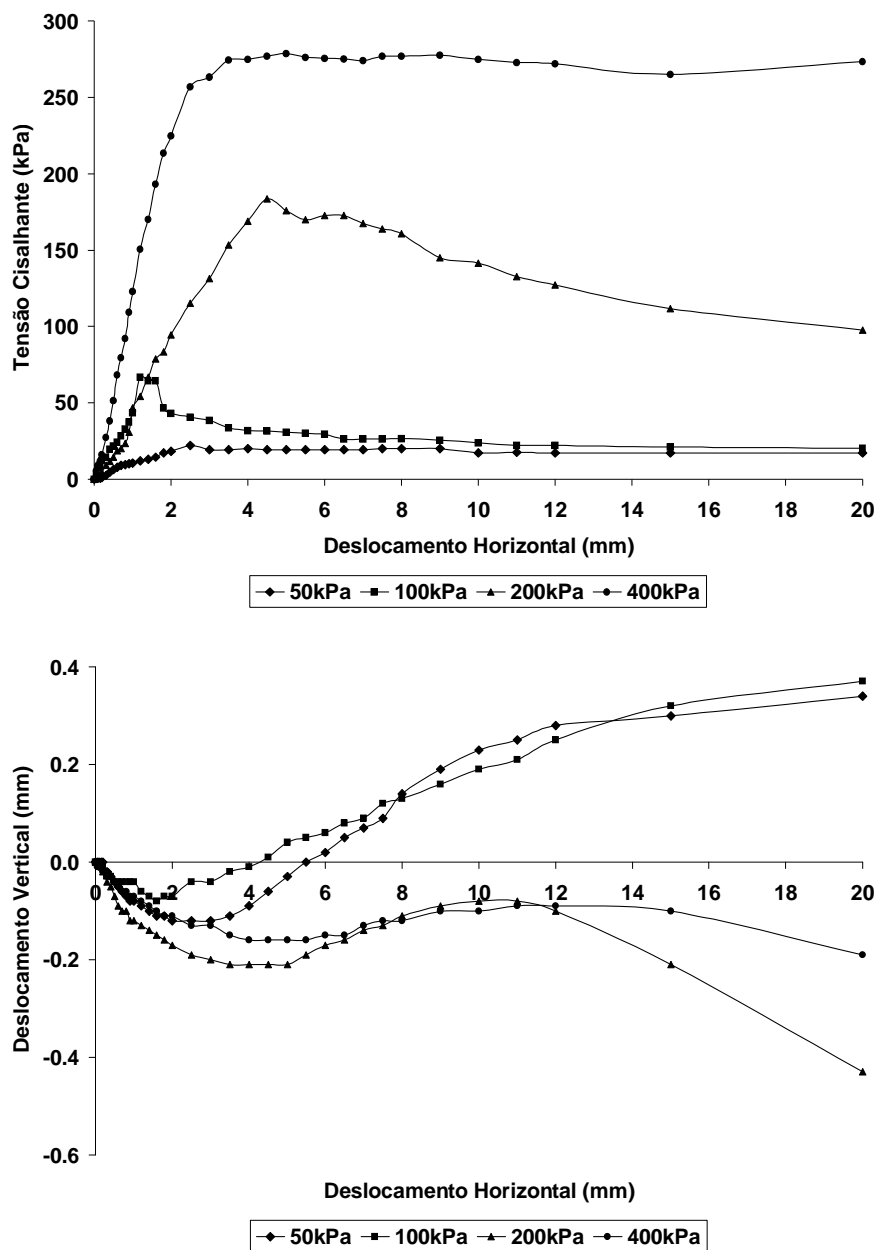 300
250
200
150
100
50
0
Tensão Cisalhante (kPa)
0 2 4 6 8 10 12 14 16 18 20
Deslocamento Horizontal (mm)
50kPa 100kPa 200kPa 400kPa
0.4
0.2
0.0
-0.2
-0.4
-0.6
Deslocamento Vertical (mm)
0 2 4 6 8 10 12 14 16 18 20
Deslocamento Horizontal (mm)
50kPa 100kPa 200kPa 400kPa